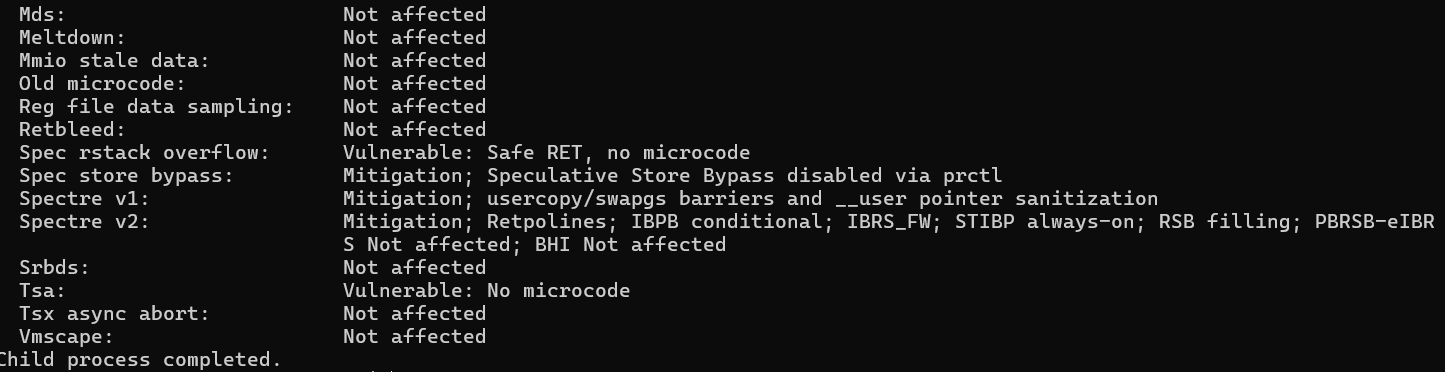 Mds: Not affected
Meltdown: Not affected
Mmio stale data: Not affected
Old microcode: Not affected
Reg file data sampling: Not affected
Retbleed: Not affected
Spec rstack overflow: Vulnerable: Safe RET, no microcode
Spec store bypass: Mitigation; Speculative Store Bypass disabled via prctl
Spectre v1: Mitigation; usercopy/swapgs barriers and __user pointer sanitization
Spectre v2: Mitigation; Retpolines; IBPB conditional; IBRS_FW; STIBP always-on; RSB filling; PBRSB-eIBR
S Not affected; BHI Not affected
Srbds: Not affected
Tsa: Vulnerable: No microcode
Tsx async abort: Not affected
Vmscape: Not affected
Child process completed.